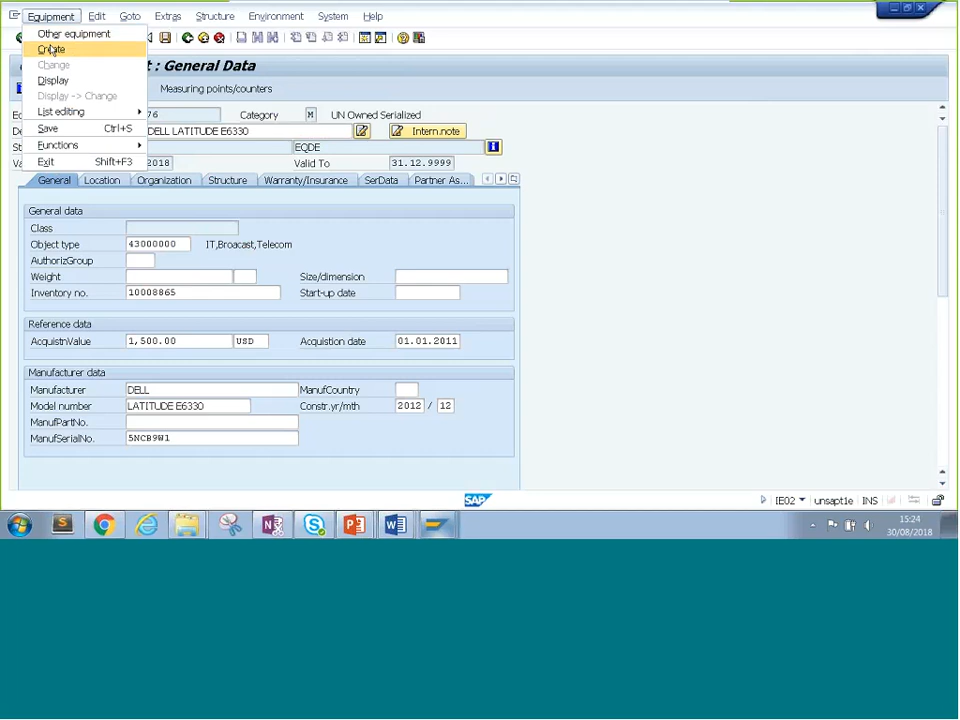 Equipment Edit Goto Extras Structure Environment System Help
Other equipment
Create
Change
Display
Display -> Change
List editing
Save Ctrl+S
Functions
Exit Shift+F3
: General Data
Measuring points/counters
76 Category M UN Owned Serialized
DELL LATITUDE E6330 Intern.note
EQDE
2018 Valid To 31.12.9999
General Location Organization Structure Warranty/Insurance SerData Partner As...
General data
Class
Object type 43000000 IT,Broacast,Telecom
AuthorizGroup
Weight Size/dimension
Inventory no. 10008865 Start-up date
Reference data
AcquistnValue 1,500.00 USD Acquistion date 01.01.2011
Manufacturer data
Manufacturer DELL ManufCountry
Model number LATITUDE E6330 Constr.yr/mth 2012 / 12
ManufPartNo.
ManufSerialNo. 5NCB9W1
SAP
IE02 unsapt1e INS
15:24
30/08/2018